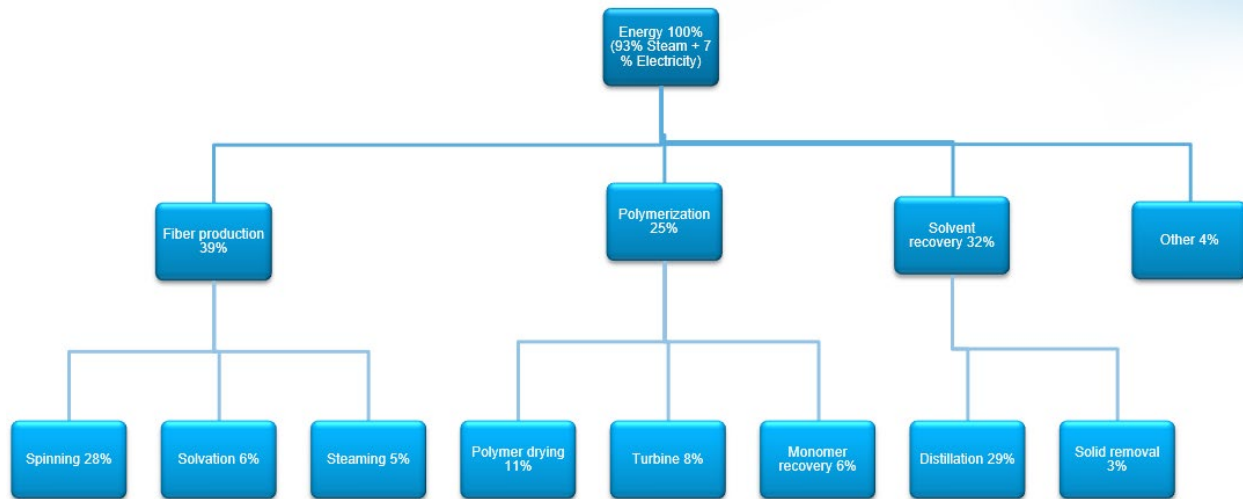 Energy 100%
(93% Steam + 7
% Electricity)
Fiber production
39%
Polymerization
25%
Solvent
recovery 32%
Other 4%
Spinning 28%
Solvation 6%
Steaming 5%
Polymer drying
11%
Turbine 8%
Monomer
recovery 6%
Distillation 29%
Solid removal
3%